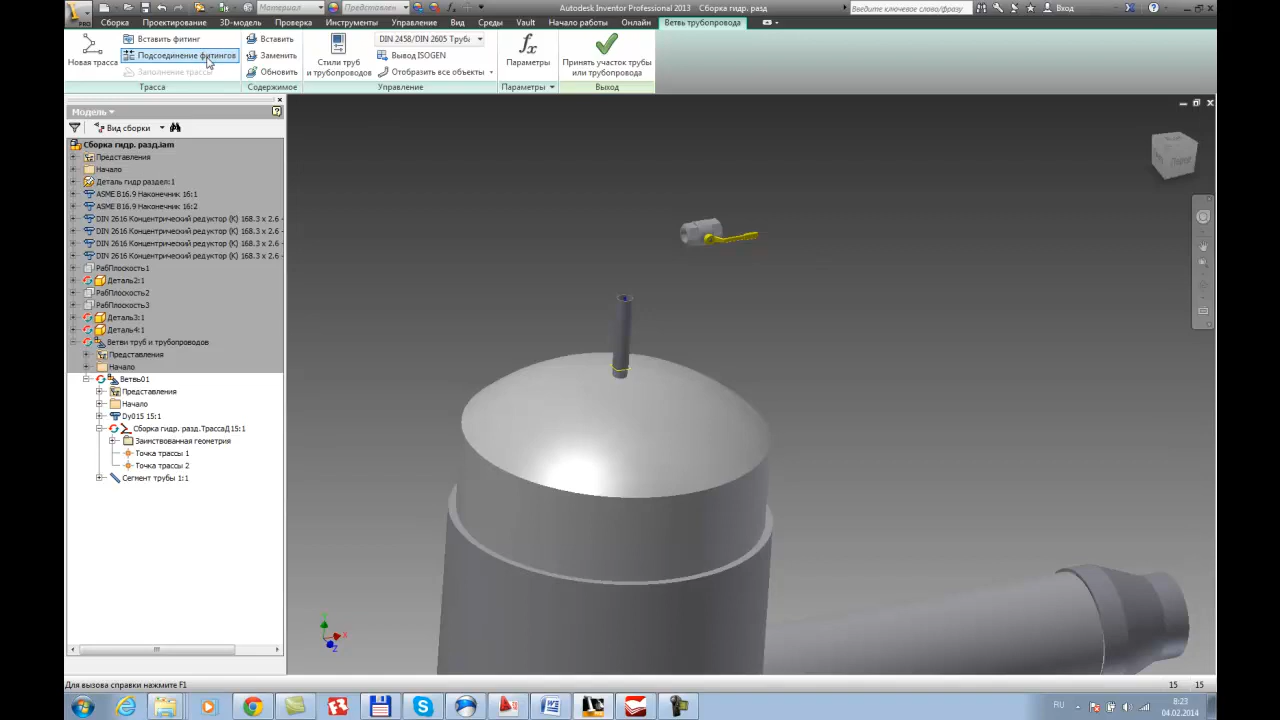 PRO
Материал
Представлен
Autodesk Inventor Professional 2013
Сборка гидр. разд
Введите ключевое слово/фразу
Вход
Сборка
Проектирование
3D-модель
Проверка
Инструменты
Управление
Вид
Среды
Vault
Начало работы
Онлайн
Ветвь трубопровода
Новая трасса
Вставить фитинг
Подсоединение фитингов
Заполнение трассы
Вставить
Заменить
Обновить
Стили труб
и трубопроводов
DIN 2458/DIN 2605 Труба
Вывод ISOGEN
Отобразить все объекты
fx
Параметры
Принять участок трубы
или трубопровода
Трасса
Содержимое
Управление
Параметры
Выход
Модель
Вид сборки
Сборка гидр. разд.iam
Представления
Начало
Деталь гидр раздел:1
ASME B16.9 Наконечник 16:1
ASME B16.9 Наконечник 16:2
DIN 2616 Концентрический редуктор (К) 168.3 x 2.6 -
DIN 2616 Концентрический редуктор (К) 168.3 x 2.6 -
DIN 2616 Концентрический редуктор (К) 168.3 x 2.6 -
DIN 2616 Концентрический редуктор (К) 168.3 x 2.6 -
РабПлоскость1
Деталь2:1
РабПлоскость2
РабПлоскость3
Деталь3:1
Деталь4:1
Ветви труб и трубопроводов
Представления
Начало
Ветвь01
Представления
Начало
Dy015 15:1
Сборка гидр. разд.ТрассаД15:1
Заимствованная геометрия
Точка трассы 1
Точка трассы 2
Сегмент трубы 1:1
X
Z
Для вызова справки нажмите F1
15
15
RU
8:23
04.02.2014